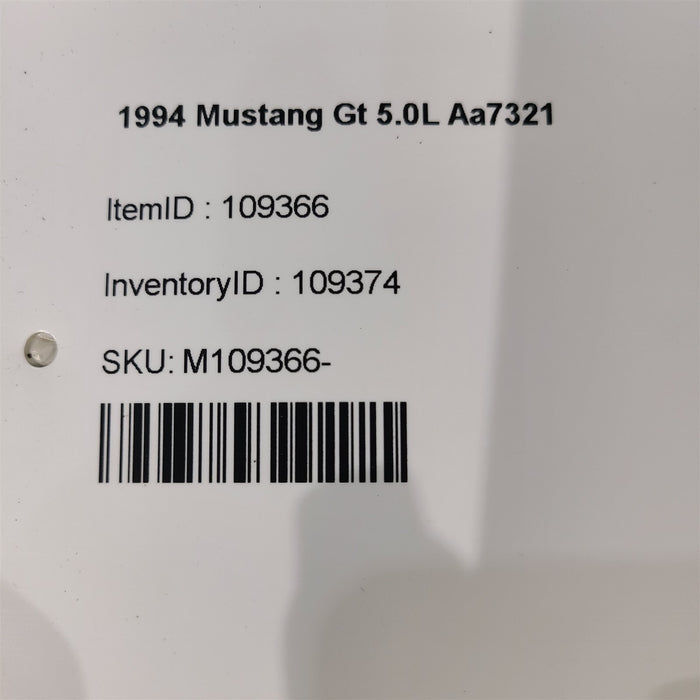 1994 Mustang Gt 5.0L Aa7321
ItemID : 109366
InventoryID : 109374
SKU: M109366-